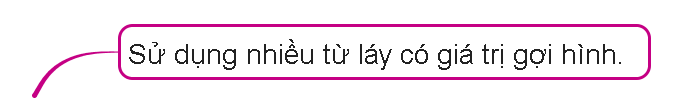 Sử dụng nhiều từ láy có giá trị gợi hình.